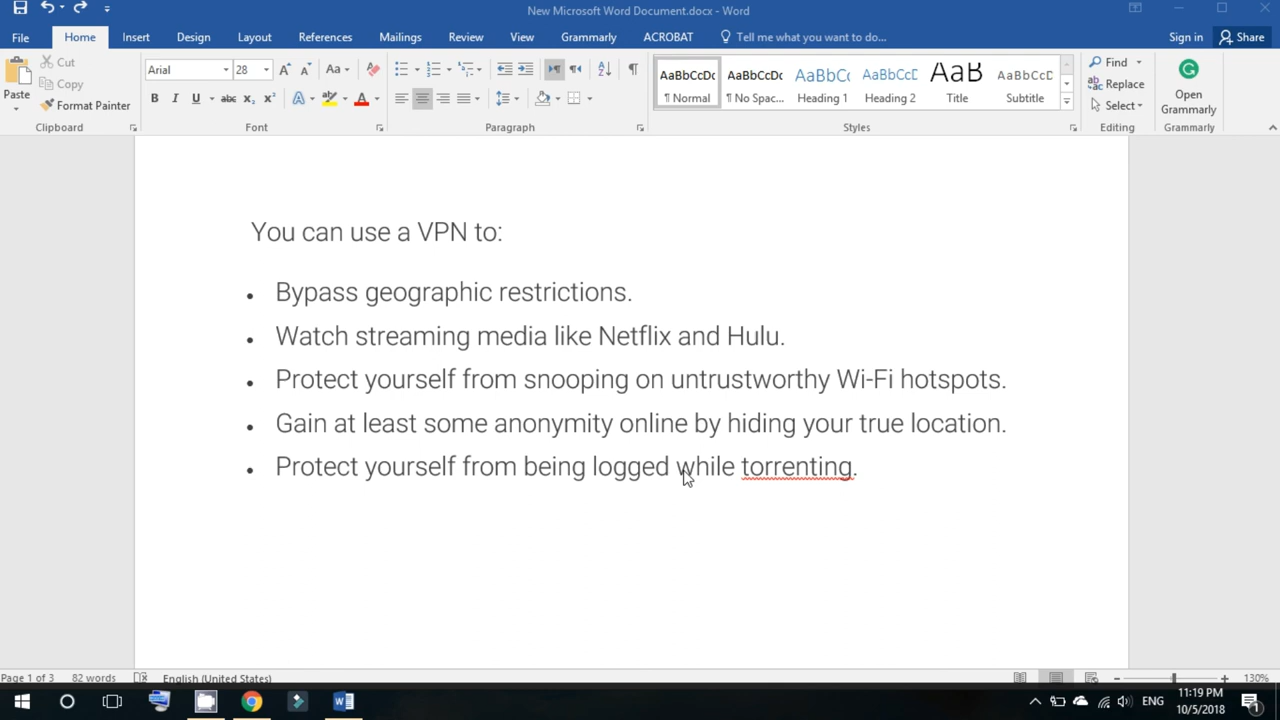 New Microsoft Word Document.docx - Word
File Home Insert Design Layout References Mailings Review View Grammarly ACROBAT Tell me what you want to do... Sign in Share
Paste
Cut
Copy
Format Painter
Clipboard
Arial 28
Font
Paragraph
AaBbCcDc AaBbCcDc AaBbC AaBbCcD AaB AaBbCcD
¶ Normal ¶ No Spac... Heading 1 Heading 2 Title Subtitle
Styles
Find
Replace
Select
Editing
Open
Grammarly
Grammarly
You can use a VPN to:
• Bypass geographic restrictions.
• Watch streaming media like Netflix and Hulu.
• Protect yourself from snooping on untrustworthy Wi-Fi hotspots.
• Gain at least some anonymity online by hiding your true location.
• Protect yourself from being logged while torrenting.
Page 1 of 3 82 words English (United States) 130%
ENG
11:19 PM
10/5/2018